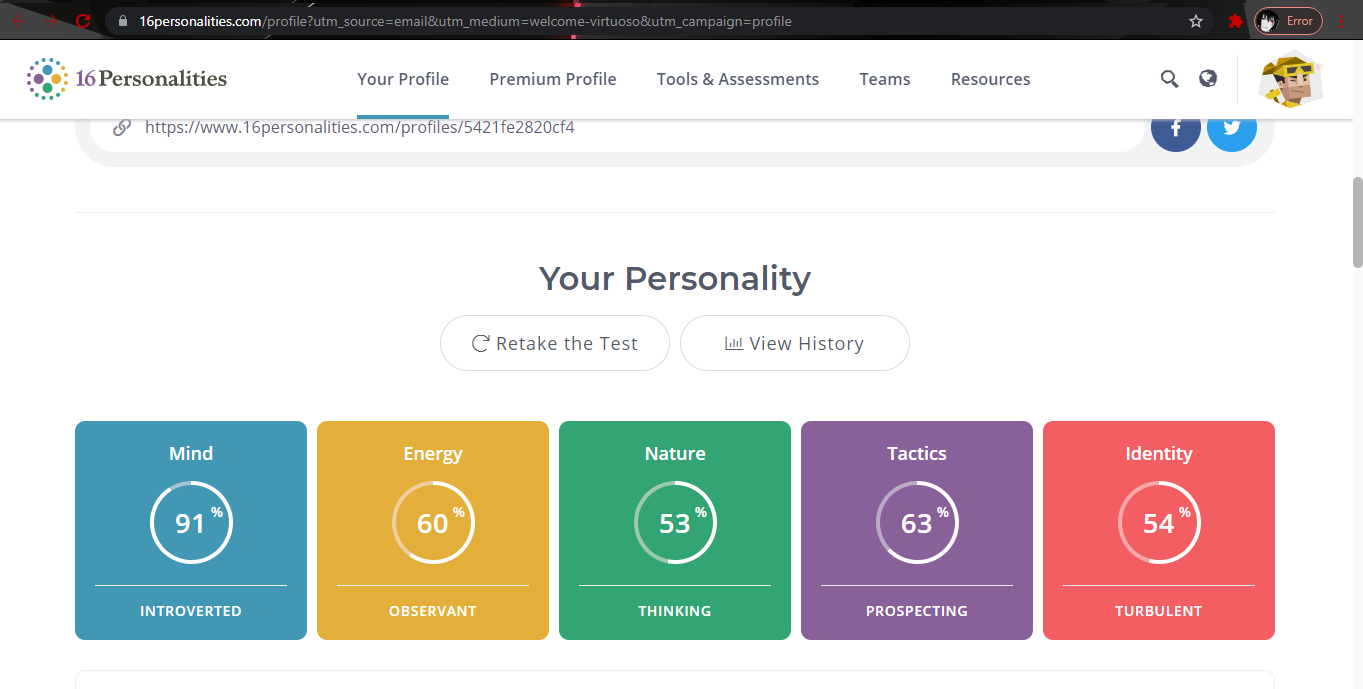 16personalities.com/profile?utm_source=email&utm_medium=welcome-virtuoso&utm_campaign=profile
Error
16Personalities
Your Profile
Premium Profile
Tools & Assessments
Teams
Resources
https://www.16personalities.com/profiles/5421fe2820cf4
Your Personality
Retake the Test
View History
Mind
91%
INTROVERTED
Energy
60%
OBSERVANT
Nature
53%
THINKING
Tactics
63%
PROSPECTING
Identity
54%
TURBULENT